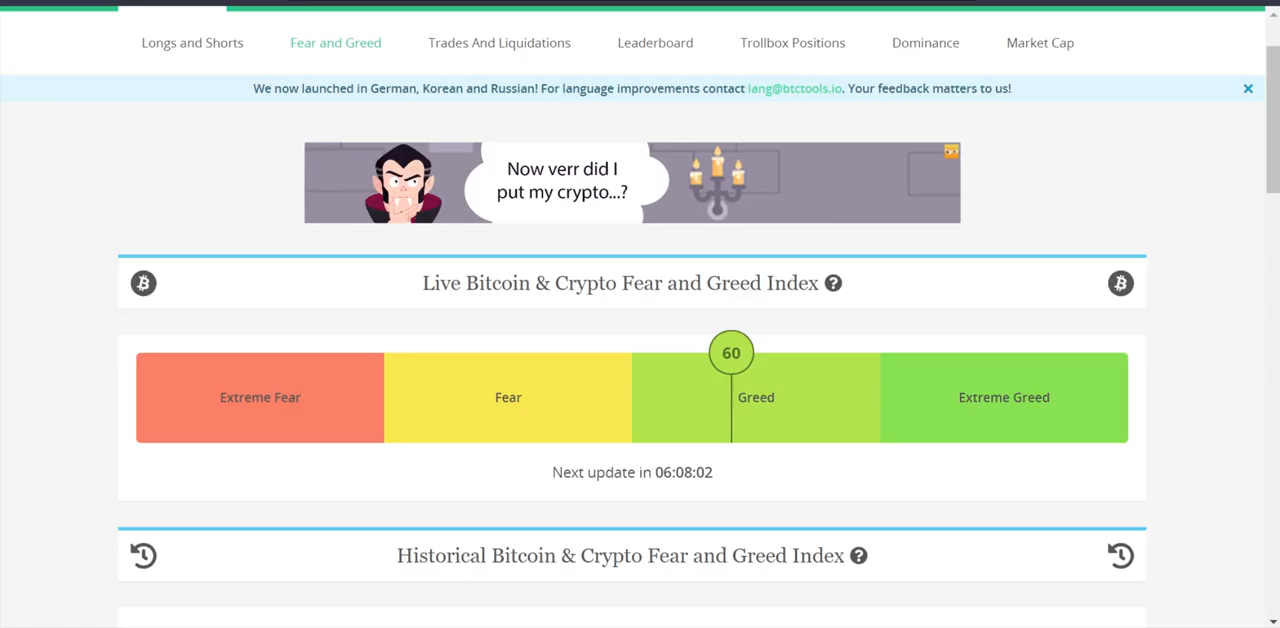 Longs and Shorts
Fear and Greed
Trades And Liquidations
Leaderboard
Trollbox Positions
Dominance
Market Cap
We now launched in German, Korean and Russian! For language improvements contact lang@btctools.io. Your feedback matters to us!
Now verr did I
put my crypto...?
Live Bitcoin & Crypto Fear and Greed Index
60
Extreme Fear
Fear
Greed
Extreme Greed
Next update in 06:08:02
Historical Bitcoin & Crypto Fear and Greed Index